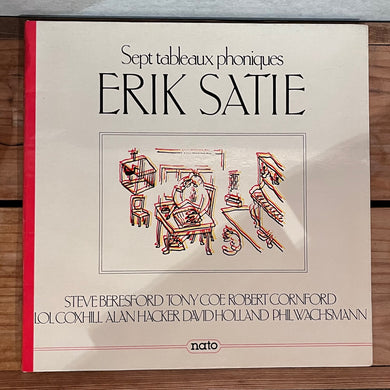 Sept tableaux phoniques
ERIK SATIE
STEVE BERESFORD TONY COE ROBERT CORNFORD
LOL COXHILL ALAN HACKER DAVID HOLLAND PHIL WACHSMANN
nato